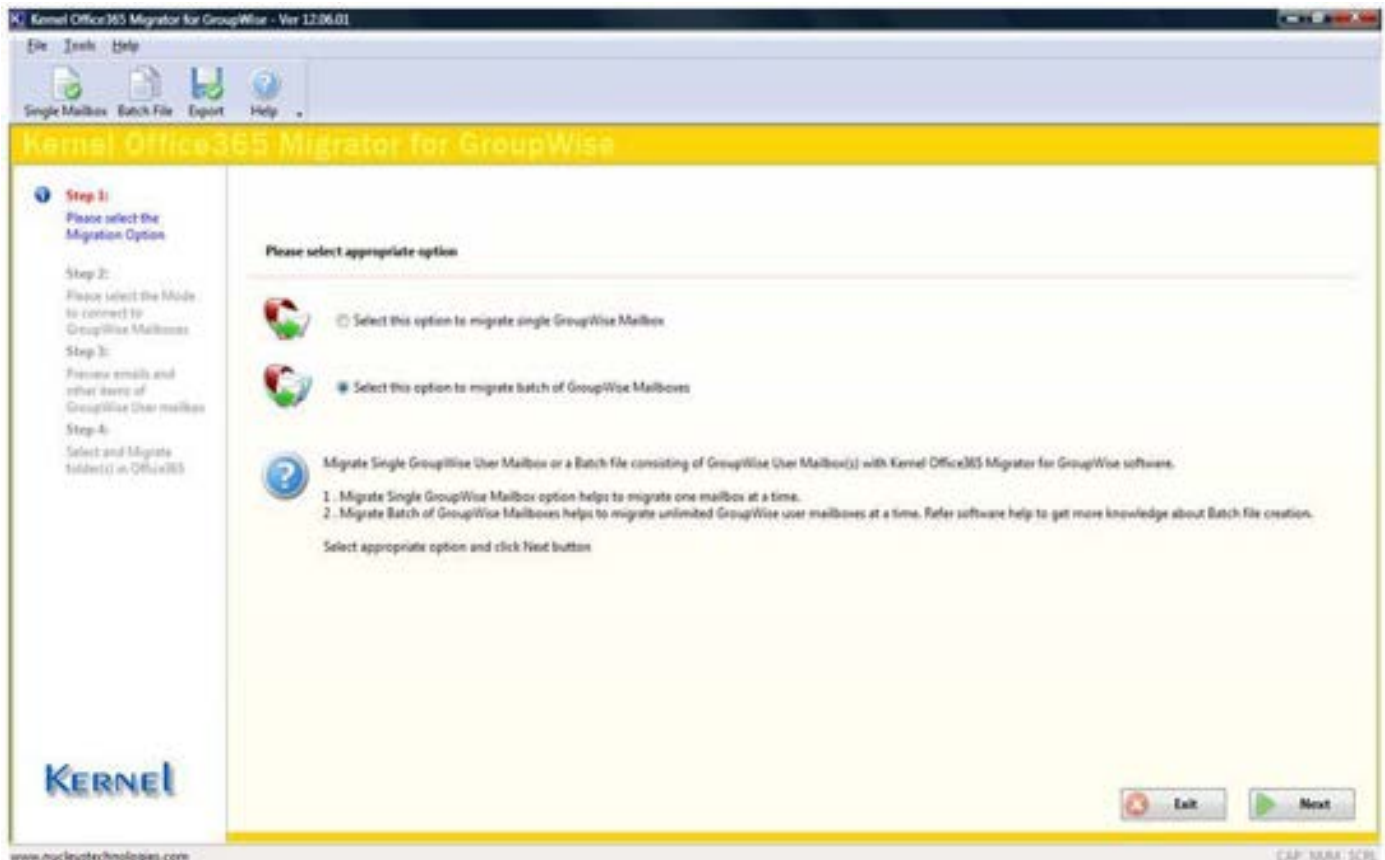 Kernel Office365 Migrator for GroupWise - Ver 12.06.01
File Tools Help
Single Mailbox Batch File Export Help
Kernel Office365 Migrator for GroupWise
Step 1:
Please select the
Migration Option
Step 2:
Please select the Mode
to connect to
GroupWise Mailboxes
Step 3:
Preview emails and
other items of
GroupWise User mailbox
Step 4:
Select and Migrate
folder(s) in Office365
KERNEL
Please select appropriate option
Select this option to migrate single GroupWise Mailbox
Select this option to migrate batch of GroupWise Mailboxes
Migrate Single GroupWise User Mailbox or a Batch file consisting of GroupWise User Mailbox(s) with Kernel Office365 Migrator for GroupWise software.
1 . Migrate Single GroupWise Mailbox option helps to migrate one mailbox at a time.
2 . Migrate Batch of GroupWise Mailboxes helps to migrate unlimited GroupWise user mailboxes at a time. Refer software help to get more knowledge about Batch File creation.
Select appropriate option and click Next button
Exit Next
www.nucleustechnologies.com
CAP NUM SCRL